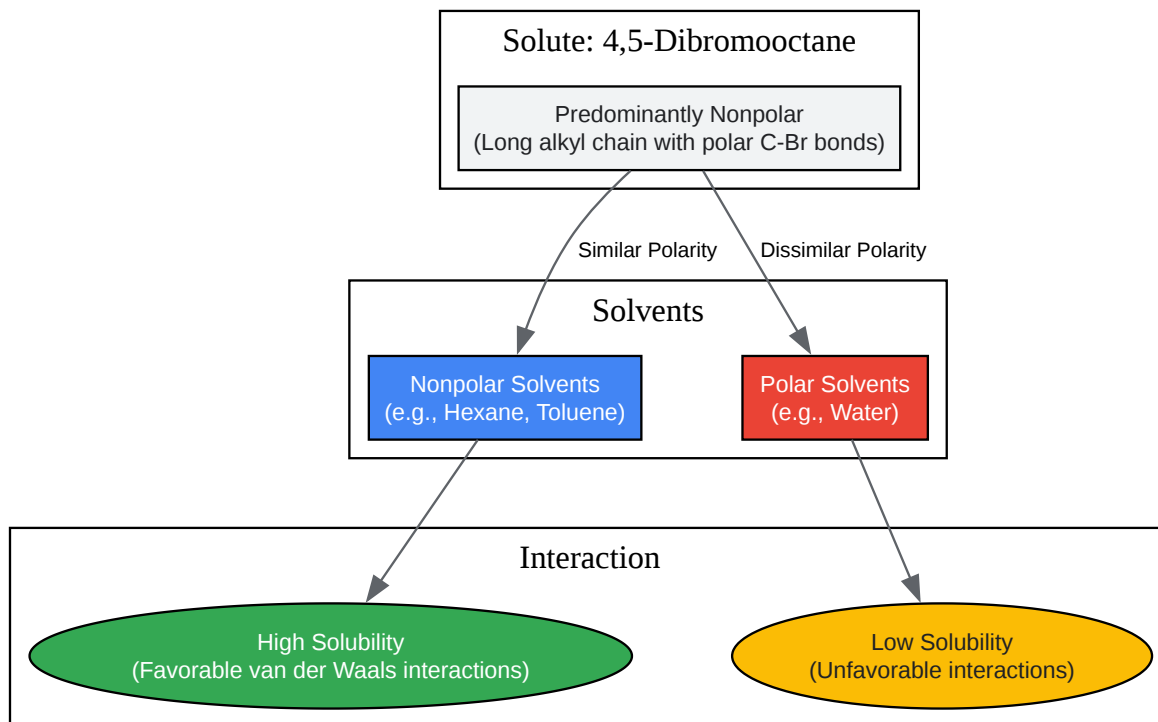 Solute: 4,5-Dibromooctane
Predominantly Nonpolar
(Long alkyl chain with polar C-Br bonds)
Similar Polarity
Dissimilar Polarity
Solvents
Nonpolar Solvents
(e.g., Hexane, Toluene)
Polar Solvents
(e.g., Water)
Interaction
High Solubility
(Favorable van der Waals interactions)
Low Solubility
(Unfavorable interactions)